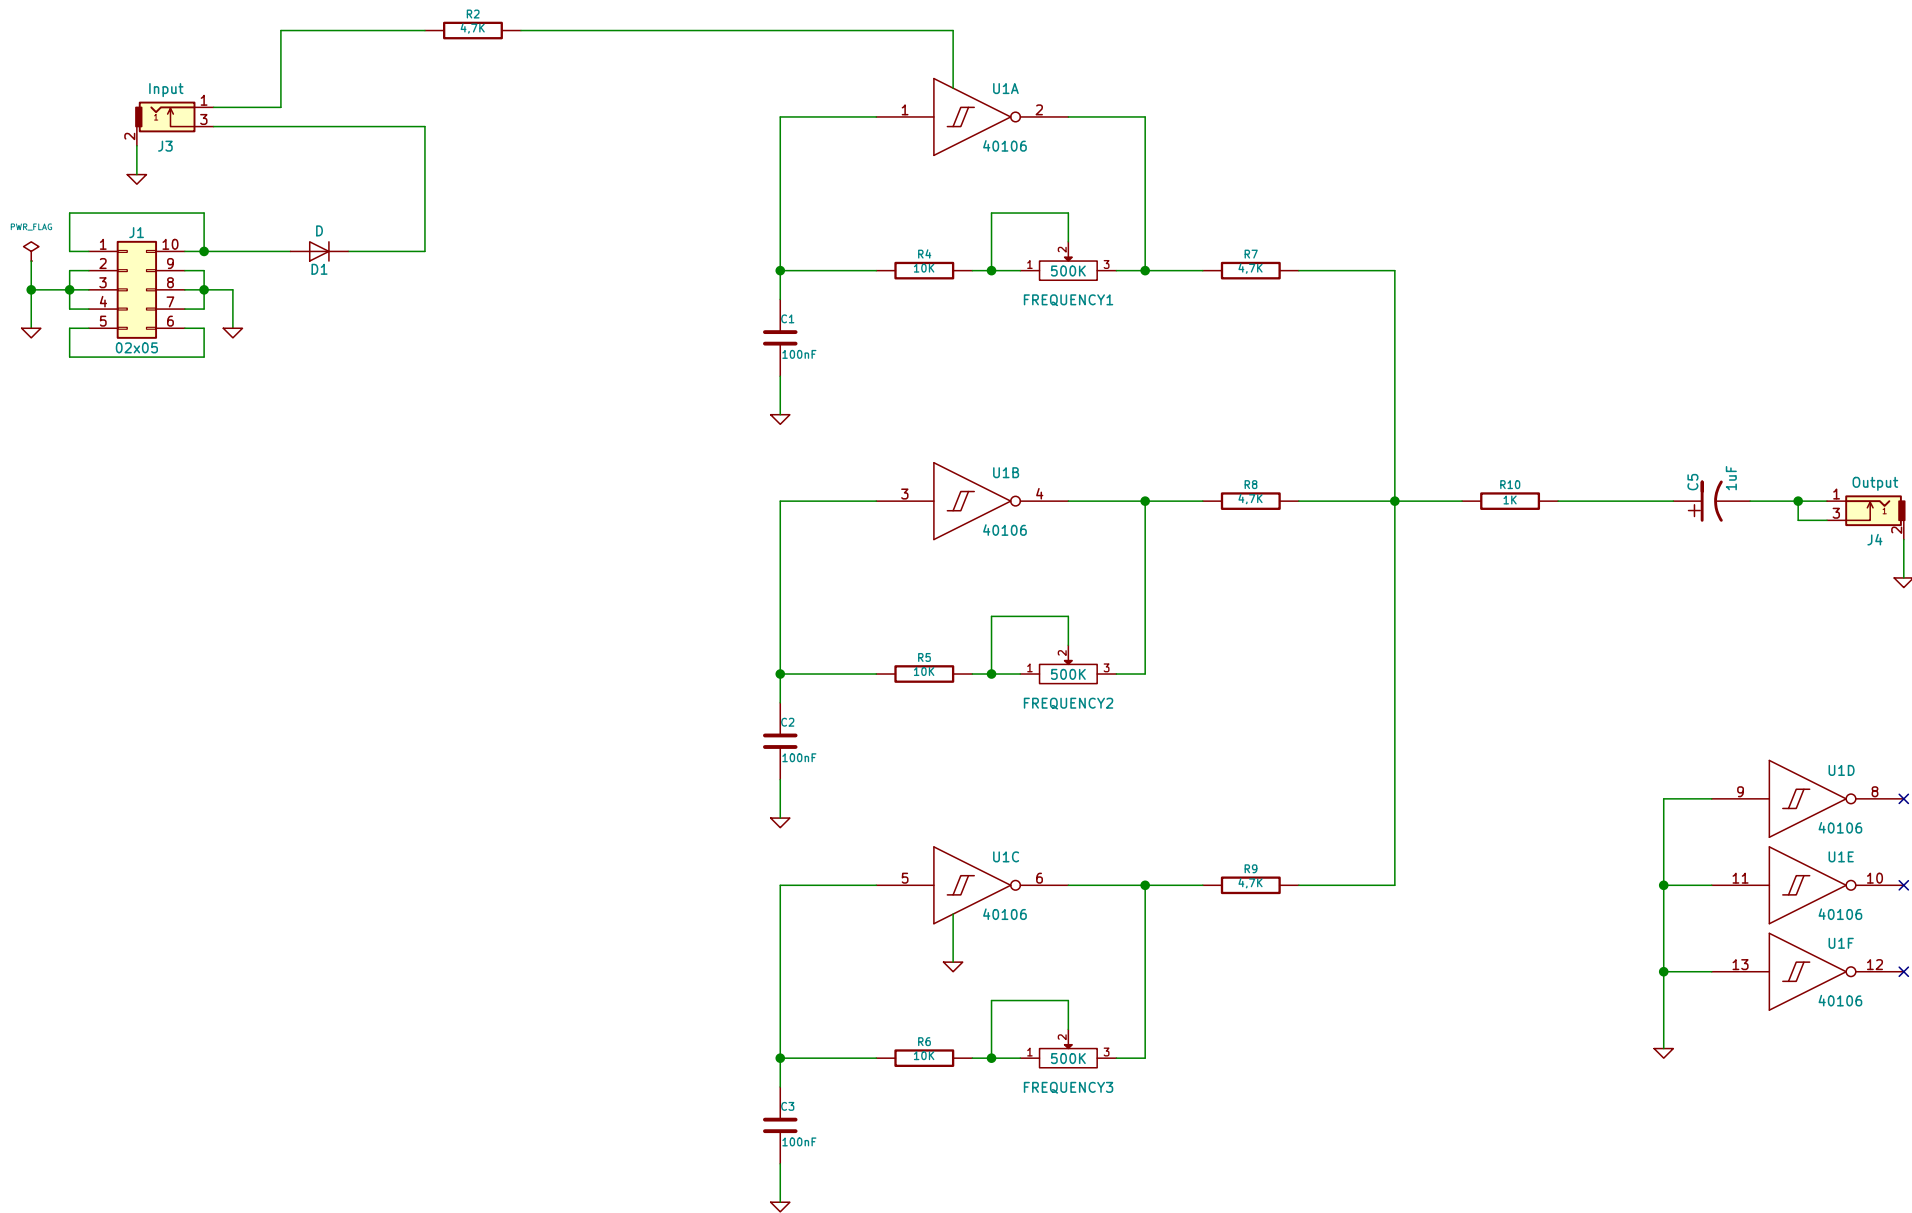 R2
4,7K
Input
1
3
1
2
J3
U1A
1
2
40106
PWR_FLAG
J1
1
10
2
9
3
8
4
7
5
6
02x05
D
D1
R4
10K
2
1
500K
3
FREQUENCY1
R7
4,7K
C1
100nF
U1B
3
4
40106
R8
4,7K
R10
1K
C5
1uF
Output
1
3
1
2
J4
R5
10K
2
1
500K
3
FREQUENCY2
C2
100nF
U1D
9
8
40106
U1C
5
6
40106
R9
4,7K
U1E
11
10
40106
U1F
13
12
40106
R6
10K
2
1
500K
3
FREQUENCY3
C3
100nF